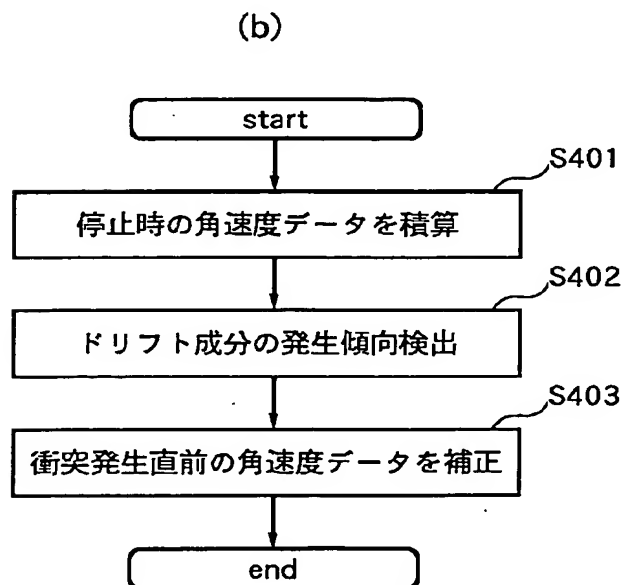 (b)
start
S401
停止時の角速度データを積算
S402
ドリフト成分の発生傾向検出
S403
衝突発生直前の角速度データを補正
end